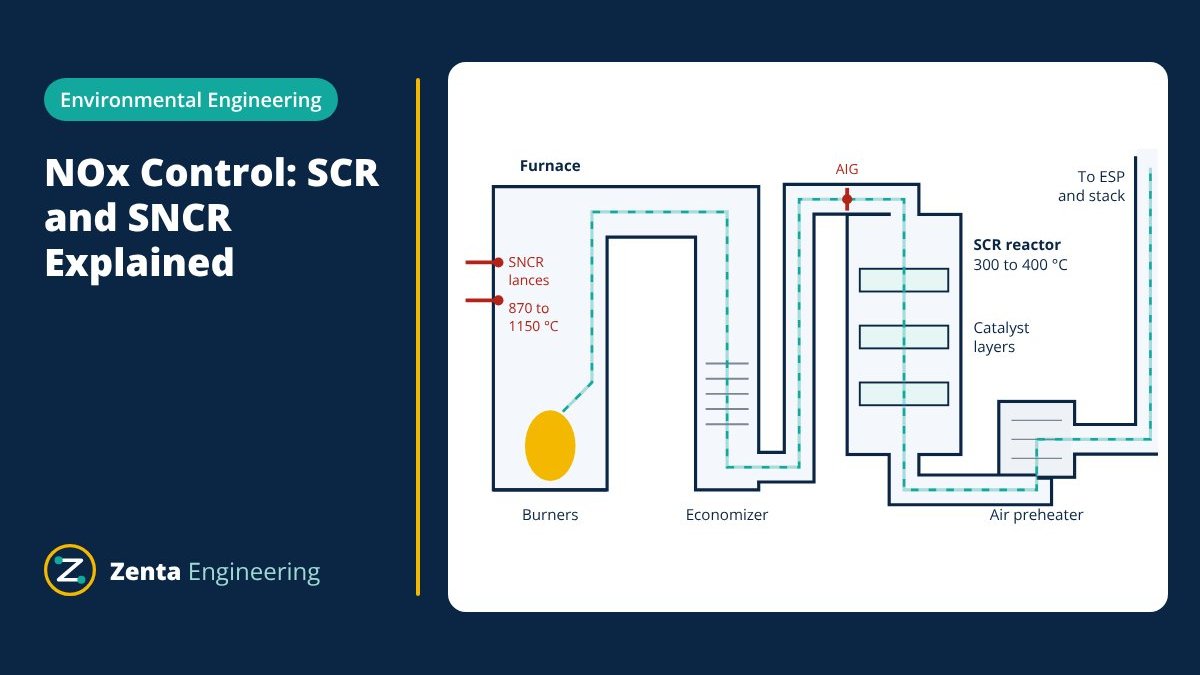 Environmental Engineering
NOx Control: SCR
and SNCR
Explained
Zenta Engineering
Furnace
SNCR
lances
870 to
1150 °C
Burners
Economizer
AIG
To ESP
and stack
SCR reactor
300 to 400 °C
Catalyst
layers
Air preheater